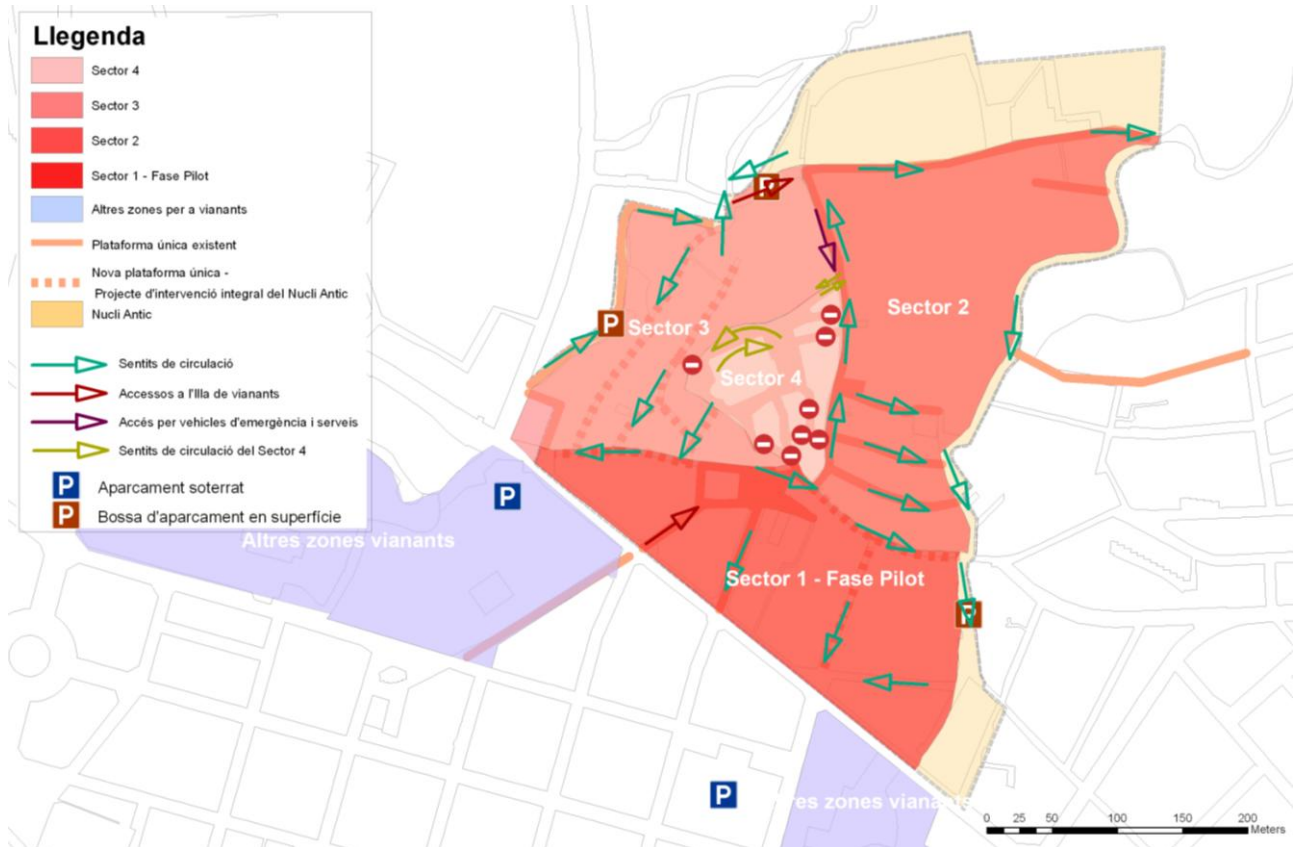 Llegenda
Sector 4
Sector 3
Sector 2
Sector 1 - Fase Pilot
Altres zones per a vianants
Plataforma única existent
Nova plataforma única -
Projecte d'intervenció integral del Nucli Antic
Nucli Antic
Sentits de circulació
Accessos a l'Illa de vianants
Accés per vehicles d'emergència i serveis
Sentits de circulació del Sector 4
P Aparcament soterrat
P Bossa d'aparcament en superfície
P
Sector 2
P
Sector 3
Sector 4
P
Altres zones vianants
Sector 1 - Fase Pilot
P
P
zones vianants
0 25 50 100 150 200
Meters